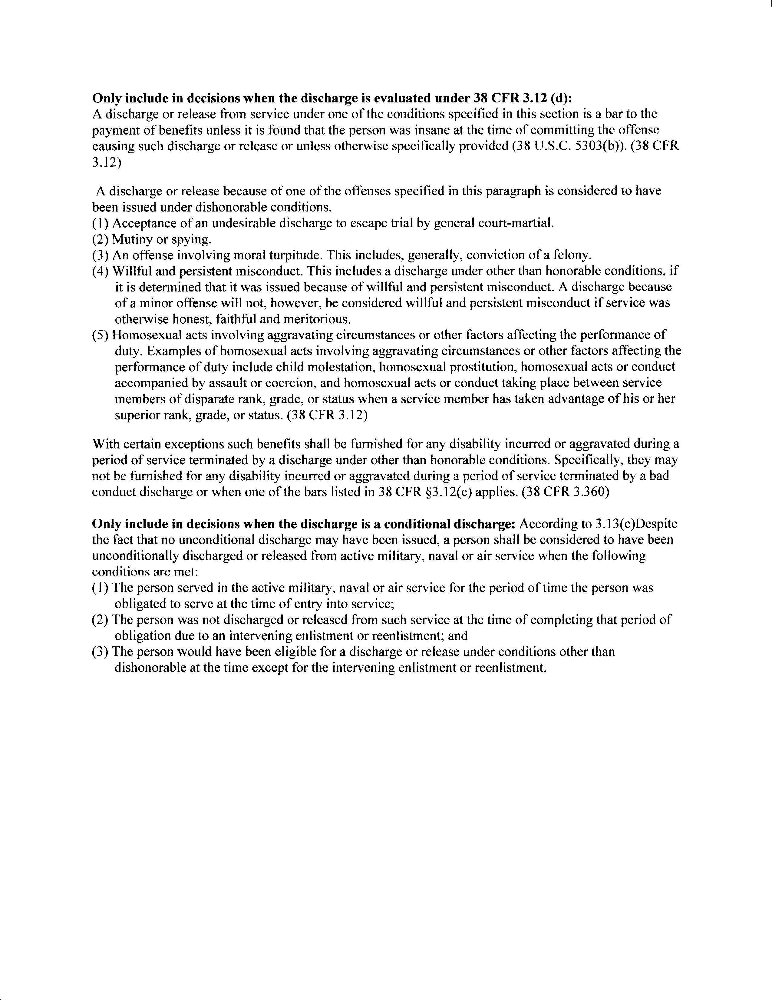 Only include in decisions when the discharge is evaluated under 38 CFR 3.12 (d):
A discharge or release from service under one of the conditions specified in this section is a bar to the
payment of benefits unless it is found that the person was insane at the time of committing the offense
causing such discharge or release or unless otherwise specifically provided (38 U.S.C. 5303(b)). (38 CFR
3.12)
A discharge or release because of one of the offenses specified in this paragraph is considered to have
been issued under dishonorable conditions.
(1) Acceptance of an undesirable discharge to escape trial by general court-martial.
(2) Mutiny or spying.
(3) An offense involving moral turpitude. This includes, generally, conviction of a felony.
(4) Willful and persistent misconduct. This includes a discharge under other than honorable conditions, if
it is determined that it was issued because of willful and persistent misconduct. A discharge because
of a minor offense will not, however, be considered willful and persistent misconduct if service was
otherwise honest, faithful and meritorious.
(5) Homosexual acts involving aggravating circumstances or other factors affecting the performance of
duty. Examples of homosexual acts involving aggravating circumstances or other factors affecting the
performance of duty include child molestation, homosexual prostitution, homosexual acts or conduct
accompanied by assault or coercion, and homosexual acts or conduct taking place between service
members of disparate rank, grade, or status when a service member has taken advantage of his or her
superior rank, grade, or status. (38 CFR 3.12)
With certain exceptions such benefits shall be furnished for any disability incurred or aggravated during a
period of service terminated by a discharge under other than honorable conditions. Specifically, they may
not be furnished for any disability incurred or aggravated during a period of service terminated by a bad
conduct discharge or when one of the bars listed in 38 CFR §3.12(c) applies. (38 CFR 3.360)
Only include in decisions when the discharge is a conditional discharge: According to 3.13(c)Despite
the fact that no unconditional discharge may have been issued, a person shall be considered to have been
unconditionally discharged or released from active military, naval or air service when the following
conditions are met:
(1) The person served in the active military, naval or air service for the period of time the person was
obligated to serve at the time of entry into service;
(2) The person was not discharged or released from such service at the time of completing that period of
obligation due to an intervening enlistment or reenlistment; and
(3) The person would have been eligible for a discharge or release under conditions other than
dishonorable at the time except for the intervening enlistment or reenlistment.